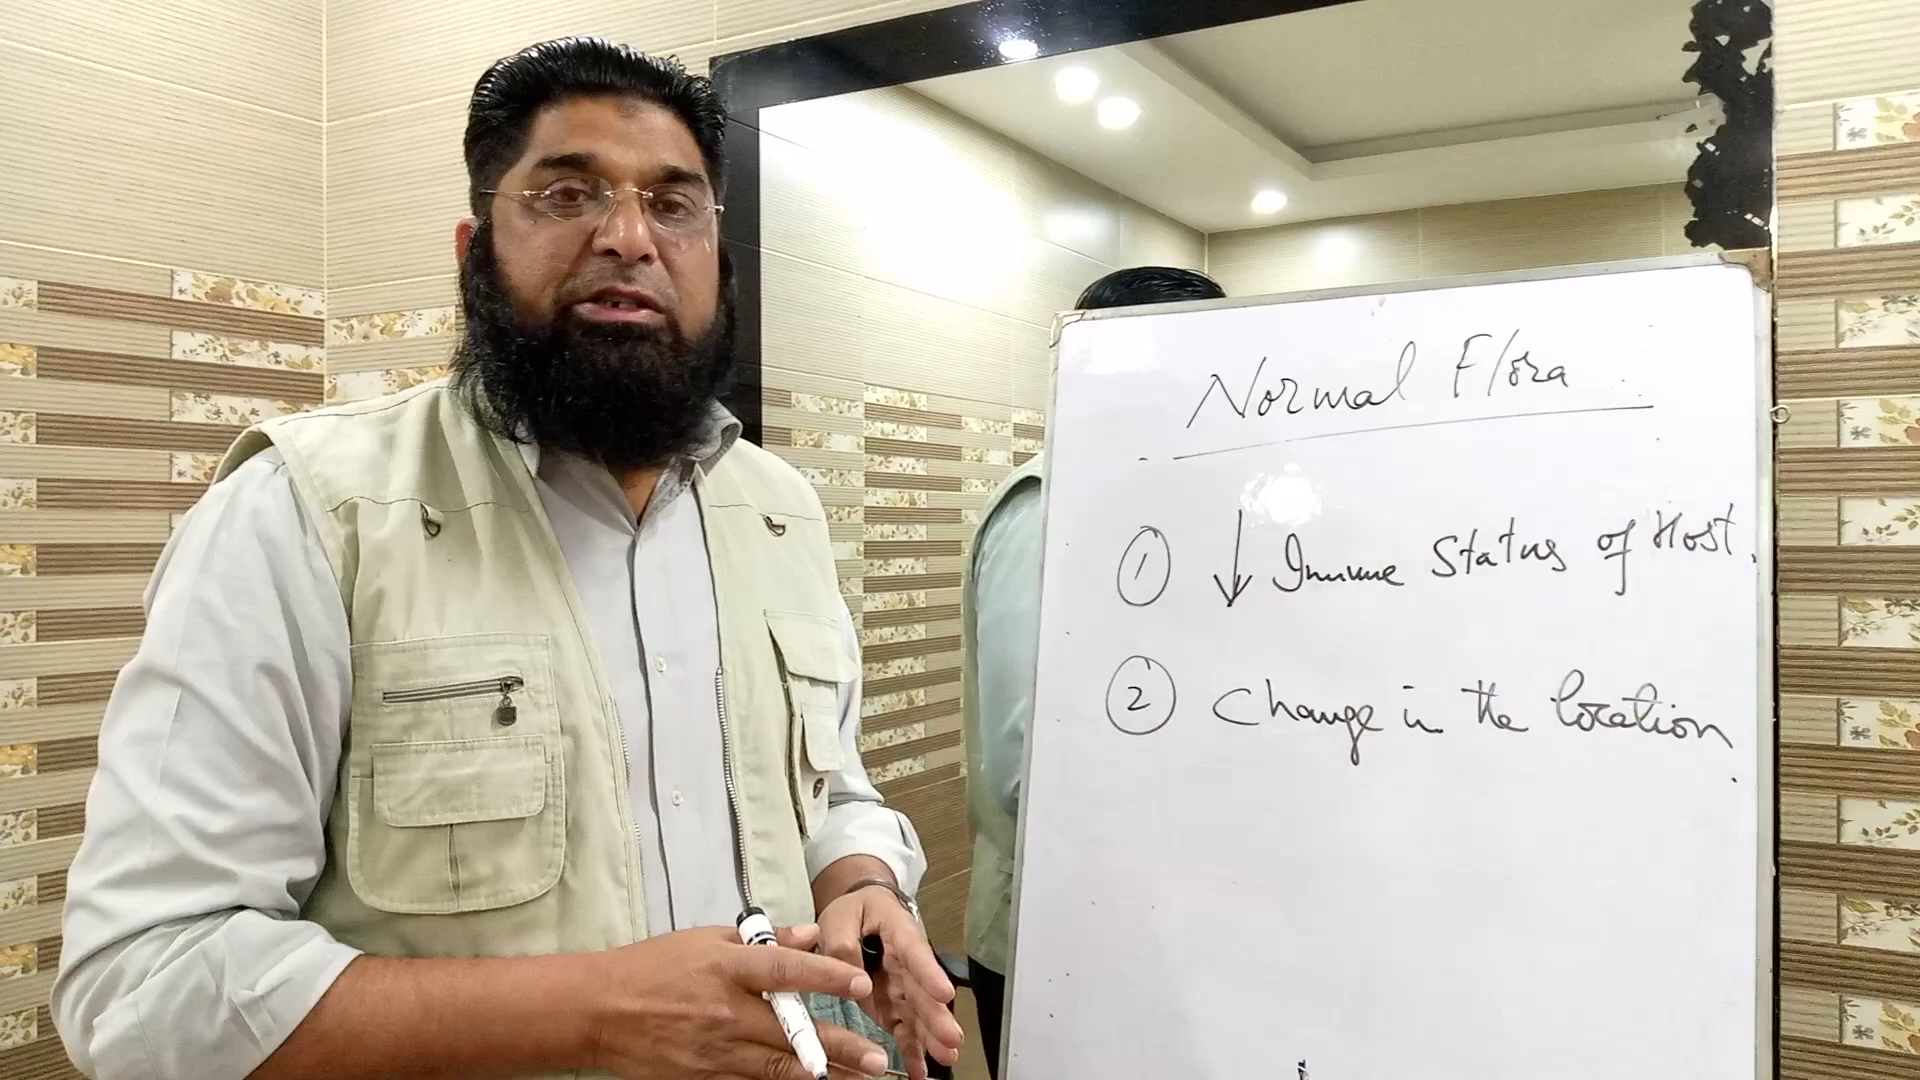 Normal Flora
1 ↓ Immune Status of Host.
2 Change in the location